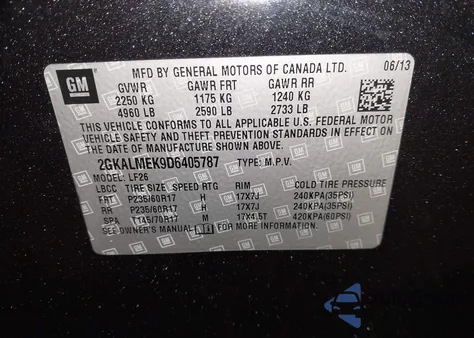 GM
MFD BY GENERAL MOTORS OF CANADA LTD. 06/13
GVWR GAWR FRT GAWR RR
2250 KG 1175 KG 1240 KG
4960 LB 2590 LB 2733 LB
THIS VEHICLE CONFORMS TO ALL APPLICABLE U.S. FEDERAL MOTOR
VEHICLE SAFETY AND THEFT PREVENTION STANDARDS IN EFFECT
ON THE DATE OF MANUFACTURE SHOWN ABOVE.
2GKALMEK9D6405787 TYPE: M.P.V.
MODEL: LF26
LBCC TIRE SIZE SPEED RTG RIM COLD TIRE PRESSURE
FRT P235/60R17 H 17X7J 240KPA(35PSI)
RR P235/60R17 H 17X7J 240KPA(35PSI)
SPA T145/70R17 M 17X4.5T 420KPA(60PSI)
SEE OWNER'S MANUAL FOR MORE INFORMATION.